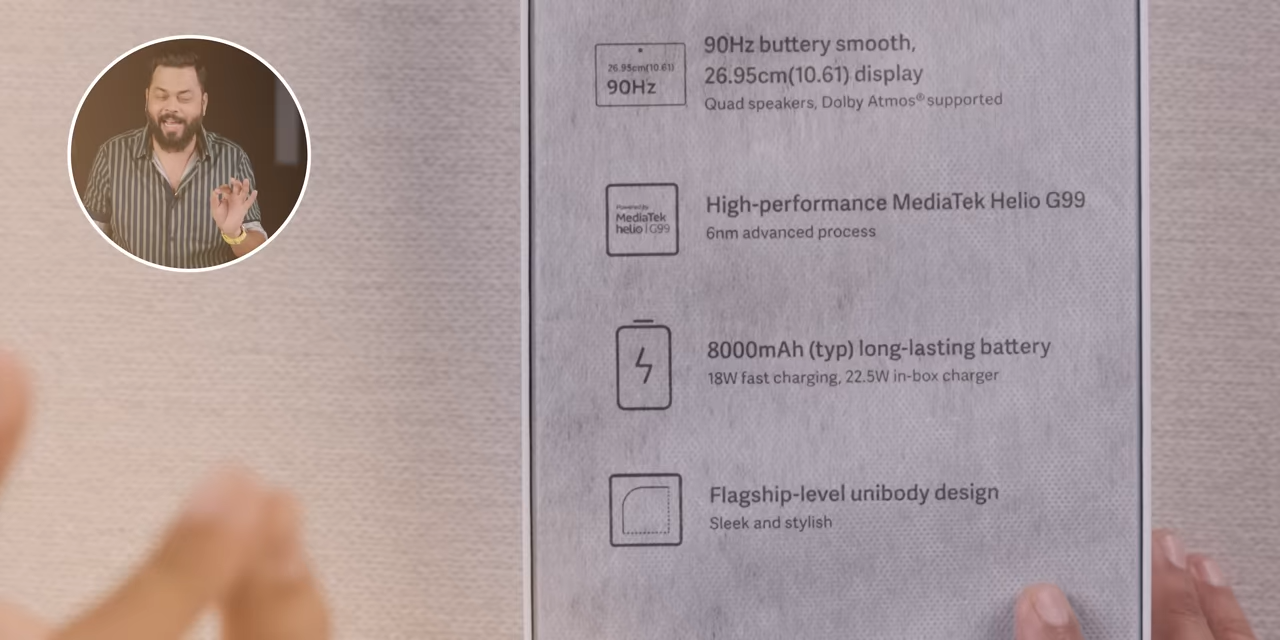 26.95cm(10.61)
90Hz
90Hz buttery smooth,
26.95cm(10.61) display
Quad speakers, Dolby Atmos® supported
Powered by
MediaTek
helio | G99
High-performance MediaTek Helio G99
6nm advanced process
8000mAh (typ) long-lasting battery
18W fast charging, 22.5W in-box charger
Flagship-level unibody design
Sleek and stylish